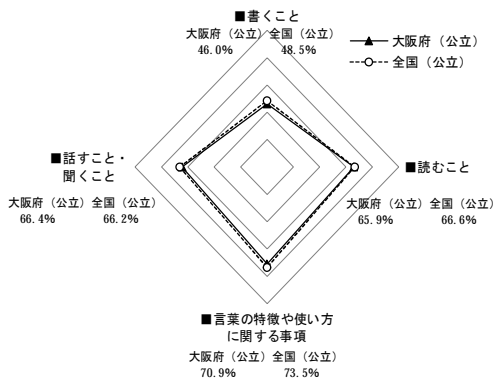 ■書くこと
大阪府（公立）全国（公立）
46.0% 48.5%
大阪府（公立）
全国（公立）
■話すこと・
聞くこと
大阪府（公立）全国（公立）
66.4% 66.2%
■読むこと
大阪府（公立）全国（公立）
65.9% 66.6%
■言葉の特徴や使い方
に関する事項
大阪府（公立）全国（公立）
70.9% 73.5%